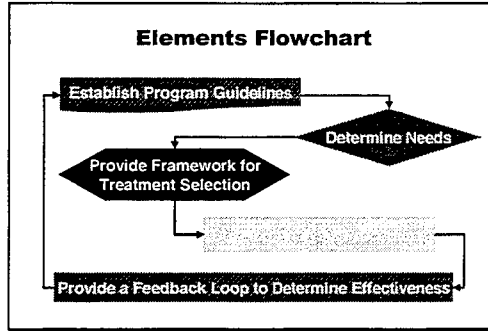 Elements Flowchart
Establish Program Guidelines
Determine Needs
Provide Framework for
Treatment Selection
Provide a Feedback Loop to Determine Effectiveness